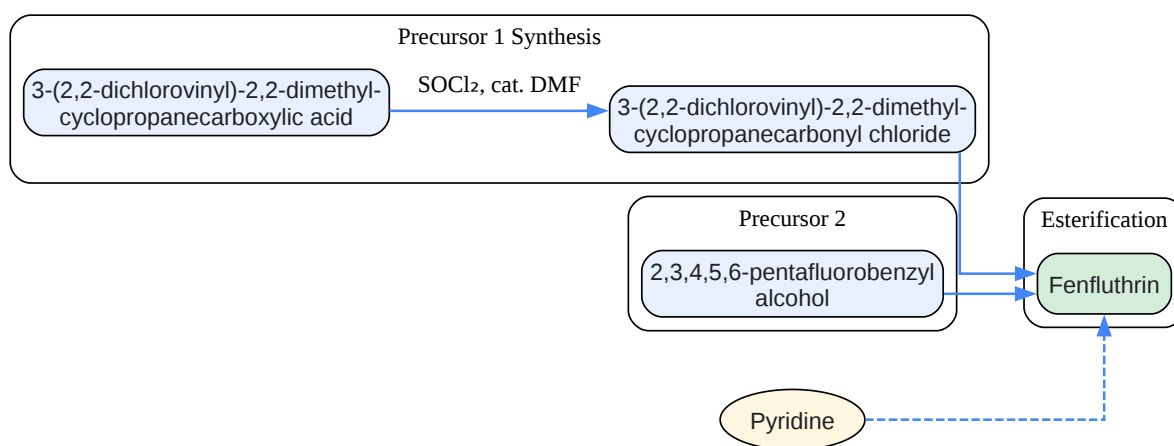 Precursor 1 Synthesis
3-(2,2-dichlorovinyl)-2,2-dimethyl-
cyclopropanecarboxylic acid
SOCl₂, cat. DMF
3-(2,2-dichlorovinyl)-2,2-dimethyl-
cyclopropanecarbonyl chloride
Precursor 2
2,3,4,5,6-pentafluorobenzyl
alcohol
Esterification
Fenfluthrin
Pyridine